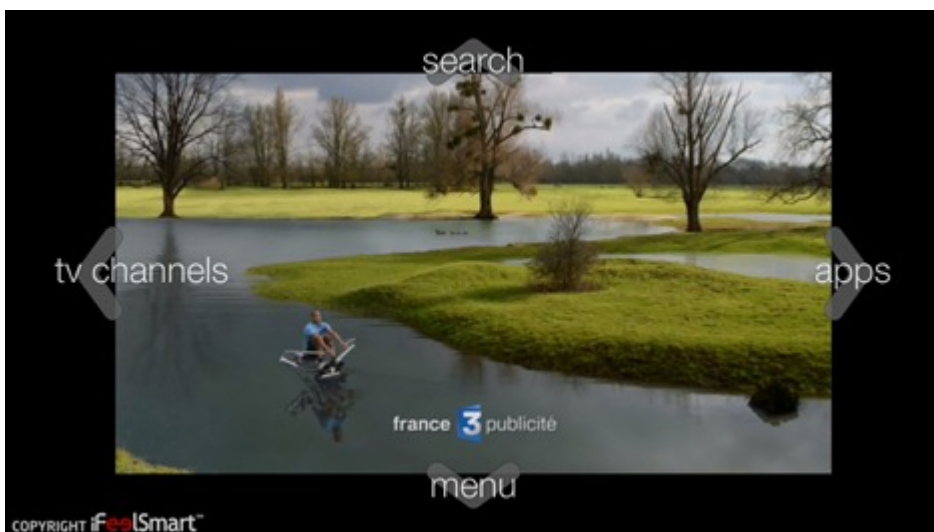 search
tv channels
apps
france 3 publicité
menu
COPYRIGHT iFeelSmart™